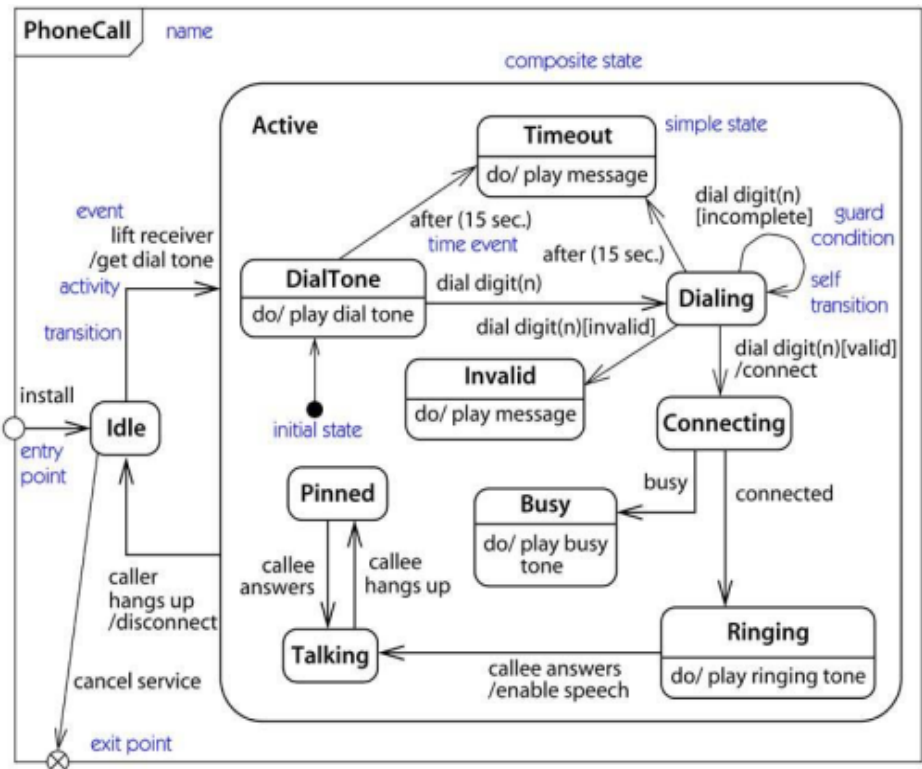 PhoneCall
name
composite state
Active
Timeout
do/ play message
simple state
event
lift receiver
/get dial tone
activity
transition
after (15 sec.)
time event
after (15 sec.)
dial digit(n)
[incomplete]
guard
condition
self
transition
DialTone
do/ play dial tone
dial digit(n)
Dialing
dial digit(n)[invalid]
dial digit(n)[valid]
/connect
Invalid
do/ play message
install
Idle
entry
point
initial state
Connecting
Pinned
busy
connected
Busy
do/ play busy
tone
callee
answers
callee
hangs up
caller
hangs up
/disconnect
Talking
callee answers
/enable speech
Ringing
do/ play ringing tone
cancel service
exit point